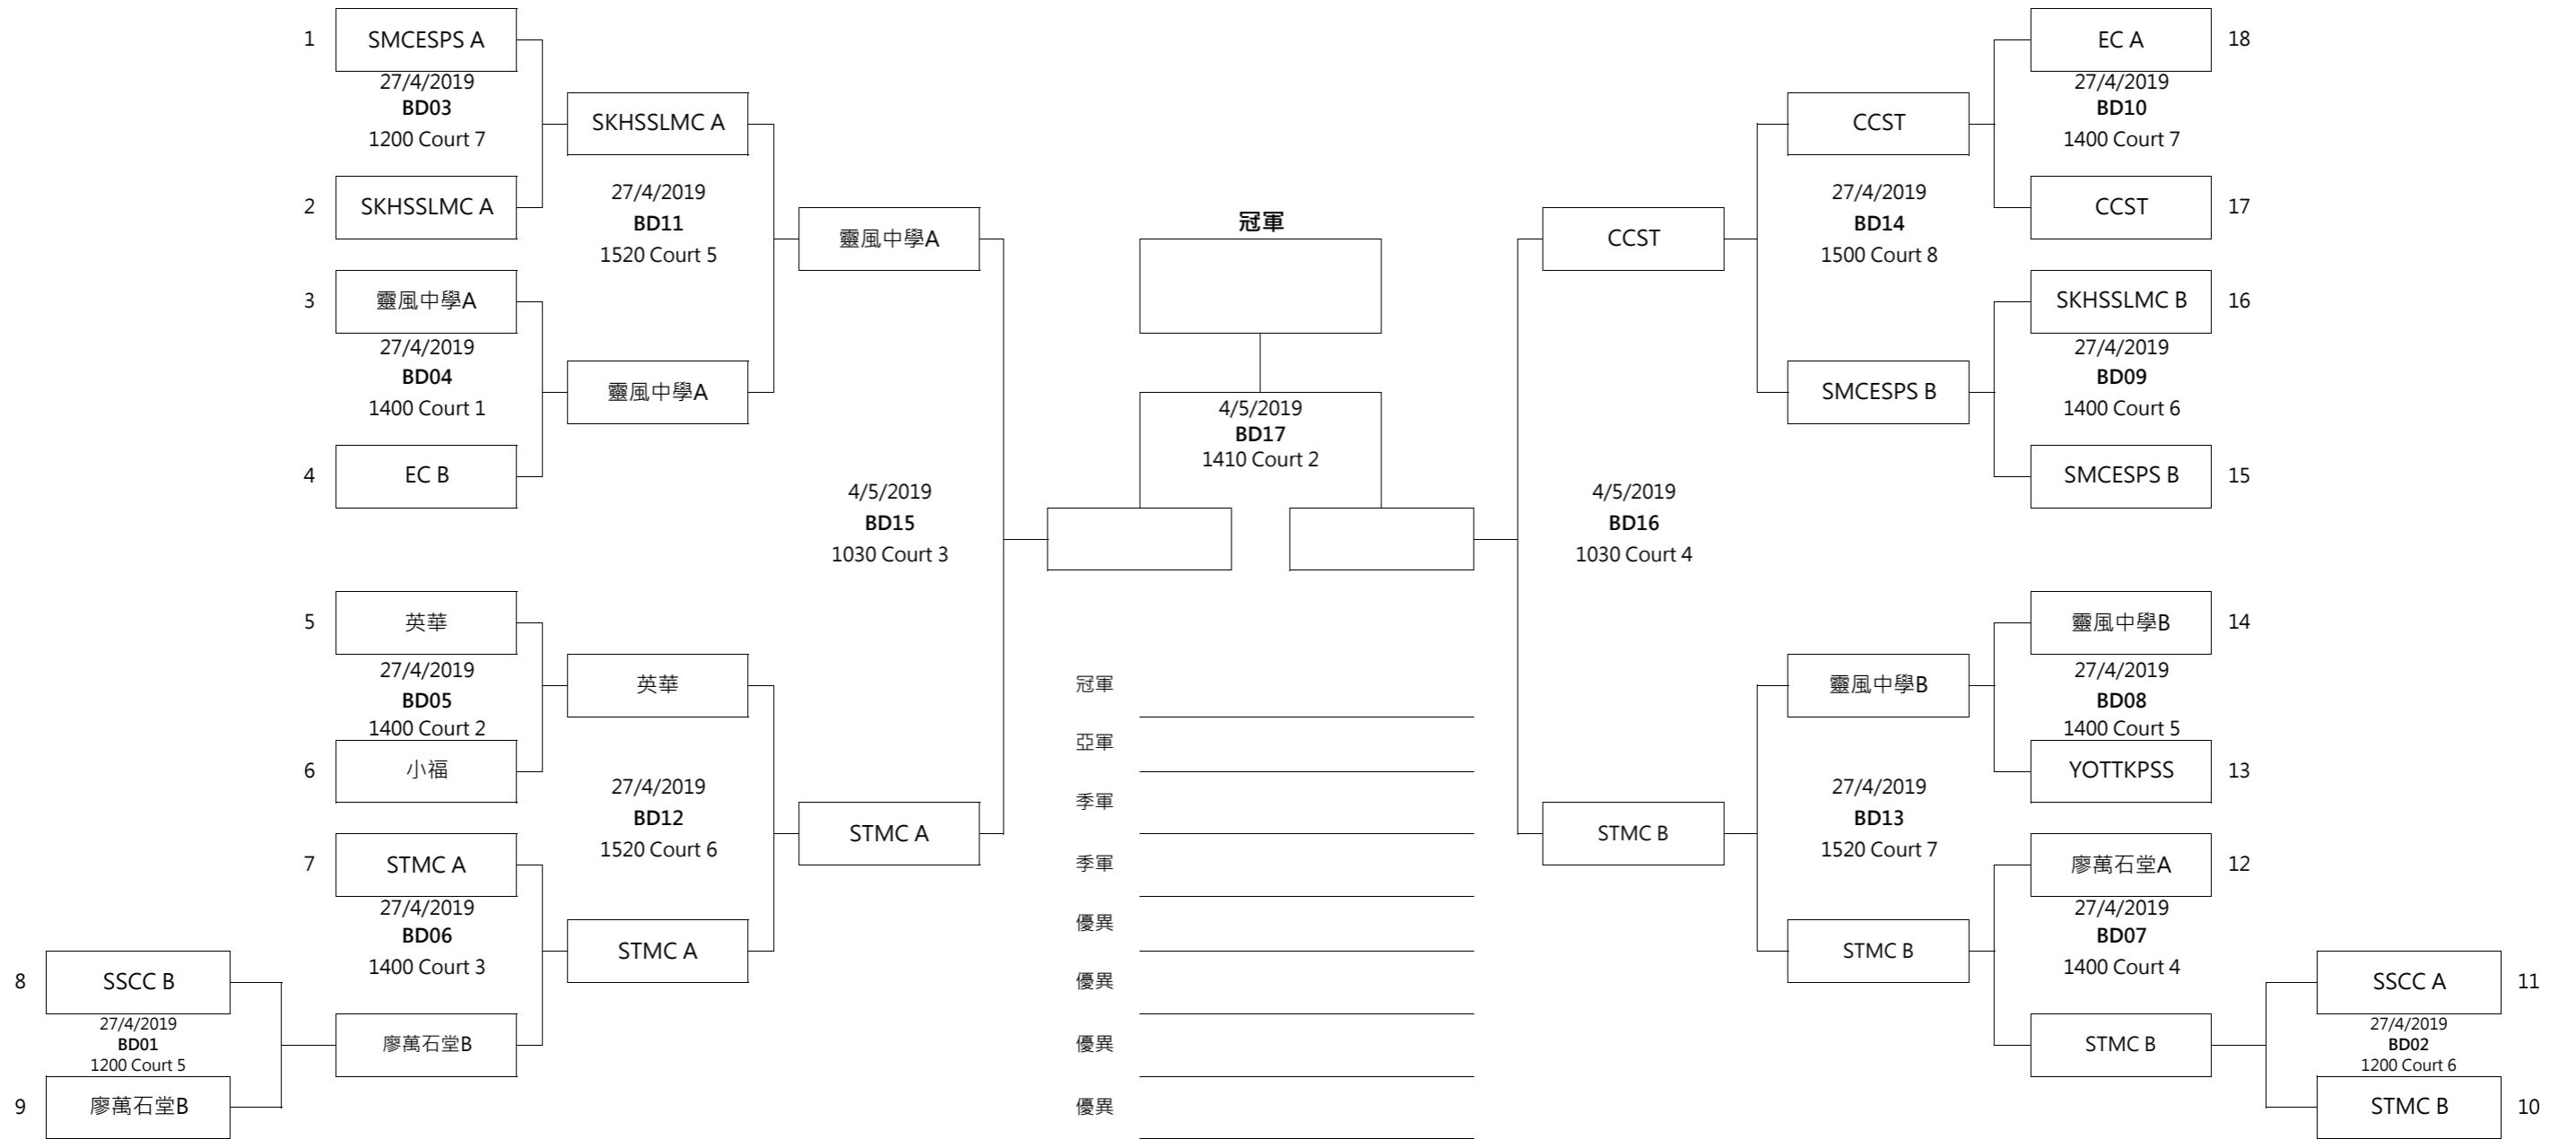 1
SMCESPS A
27/4/2019
BD03
1200 Court 7
2
SKHSSLMC A
SKHSSLMC A
27/4/2019
BD11
1520 Court 5
3
靈風中學A
27/4/2019
BD04
1400 Court 1
靈風中學A
4
EC B
靈風中學A
4/5/2019
BD15
1030 Court 3
5
英華
27/4/2019
BD05
1400 Court 2
6
小福
英華
27/4/2019
BD12
1520 Court 6
7
STMC A
27/4/2019
BD06
1400 Court 3
STMC A
STMC A
8
SSCC B
27/4/2019
BD01
1200 Court 5
9
廖萬石堂B
廖萬石堂B
冠軍
4/5/2019
BD17
1410 Court 2
冠軍
亞軍
季軍
季軍
優異
優異
優異
優異
CCST
4/5/2019
BD16
1030 Court 4
STMC B
CCST
27/4/2019
BD14
1500 Court 8
SMCESPS B
靈風中學B
27/4/2019
BD13
1520 Court 7
STMC B
EC A
18
27/4/2019
BD10
1400 Court 7
CCST
17
SKHSSLMC B
16
27/4/2019
BD09
1400 Court 6
SMCESPS B
15
靈風中學B
14
27/4/2019
BD08
1400 Court 5
YOTTKPSS
13
廖萬石堂A
12
27/4/2019
BD07
1400 Court 4
STMC B
SSCC A
11
27/4/2019
BD02
1200 Court 6
STMC B
10